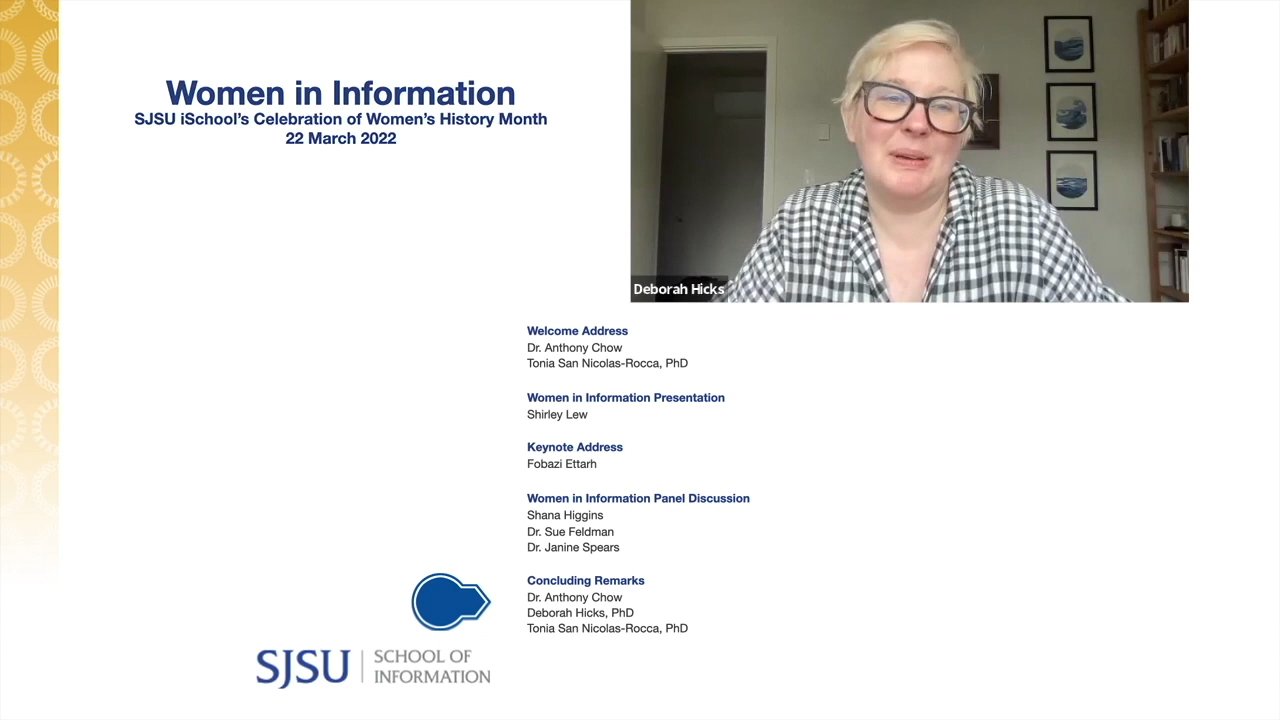 Women in Information
SJSU iSchool's Celebration of Women's History Month
22 March 2022
Deborah Hicks
Welcome Address
Dr. Anthony Chow
Tonia San Nicolas-Rocca, PhD
Women in Information Presentation
Shirley Lew
Keynote Address
Fobazi Ettarh
Women in Information Panel Discussion
Shana Higgins
Dr. Sue Feldman
Dr. Janine Spears
Concluding Remarks
Dr. Anthony Chow
Deborah Hicks, PhD
Tonia San Nicolas-Rocca, PhD
SJSU SCHOOL OF
INFORMATION